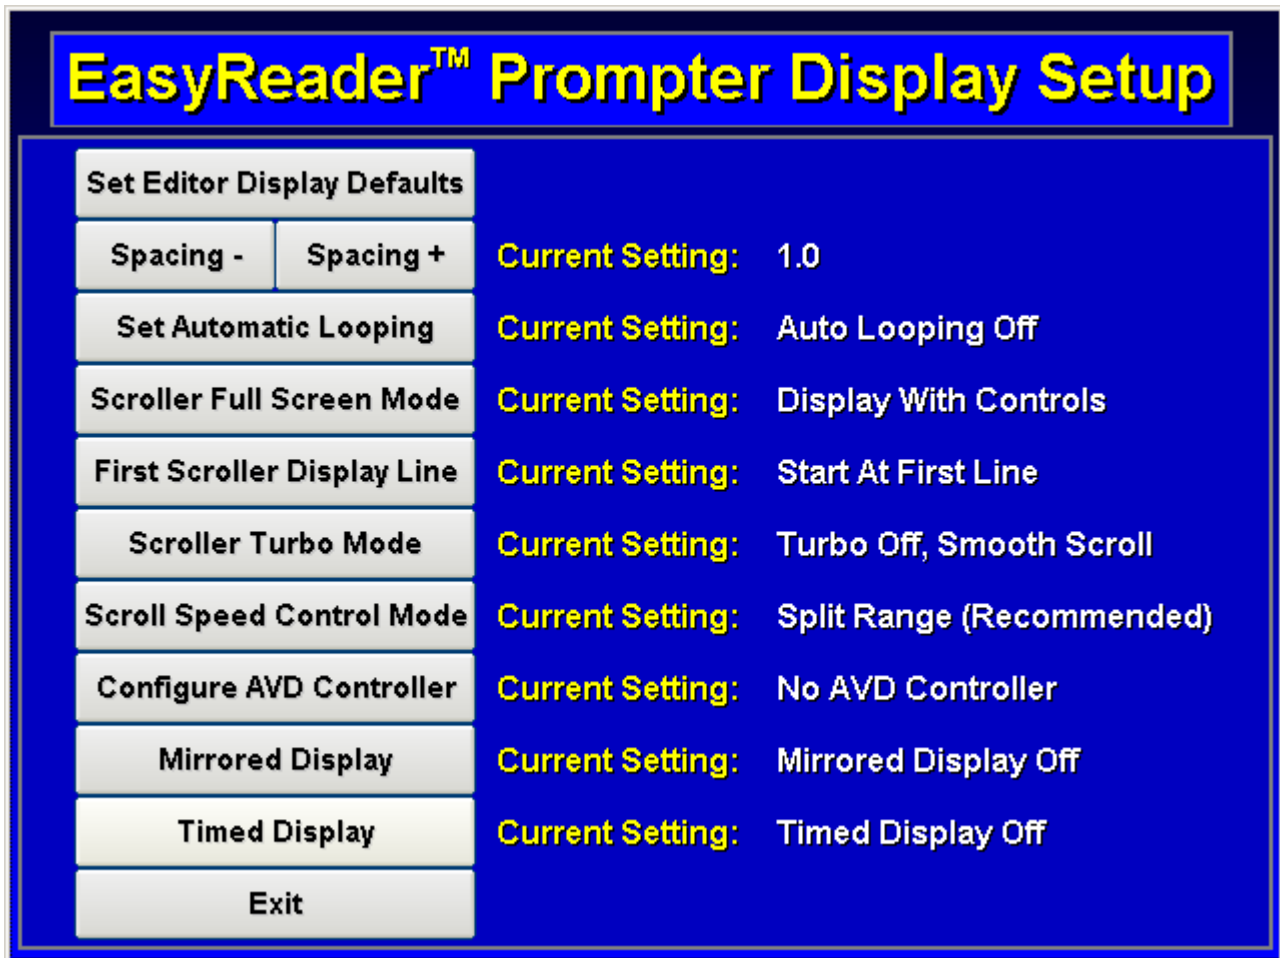 EasyReader™ Prompter Display Setup
Set Editor Display Defaults
Spacing - Spacing + Current Setting: 1.0
Set Automatic Looping Current Setting: Auto Looping Off
Scroller Full Screen Mode Current Setting: Display With Controls
First Scroller Display Line Current Setting: Start At First Line
Scroller Turbo Mode Current Setting: Turbo Off, Smooth Scroll
Scroll Speed Control Mode Current Setting: Split Range (Recommended)
Configure AVD Controller Current Setting: No AVD Controller
Mirrored Display Current Setting: Mirrored Display Off
Timed Display Current Setting: Timed Display Off
Exit